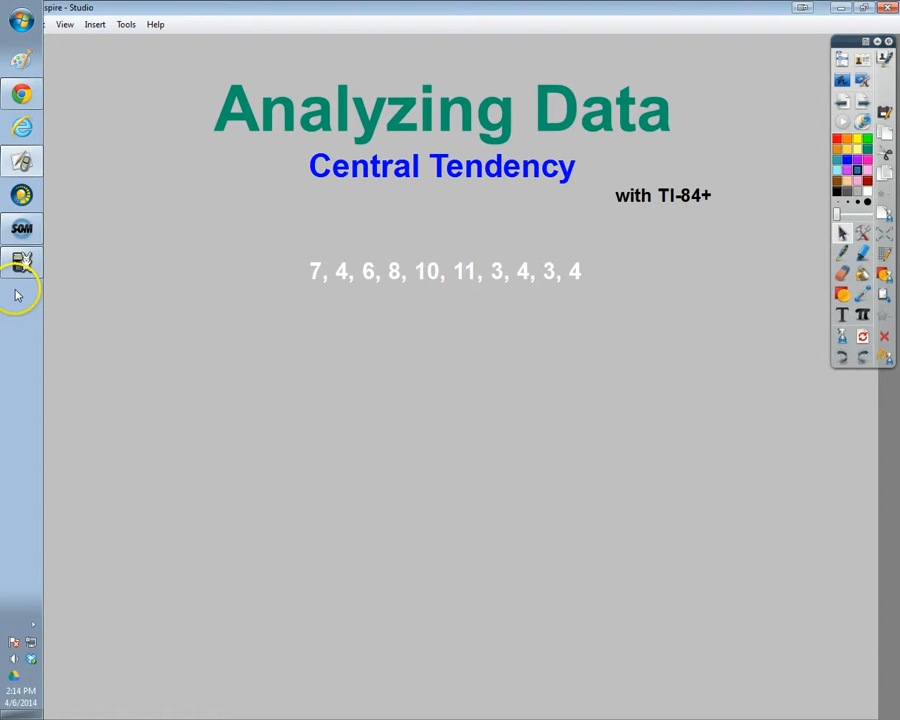 spire - Studio
View Insert Tools Help
Analyzing Data
Central Tendency
with TI-84+
7, 4, 6, 8, 10, 11, 3, 4, 3, 4
SOM
T
2:14 PM
4/6/2014